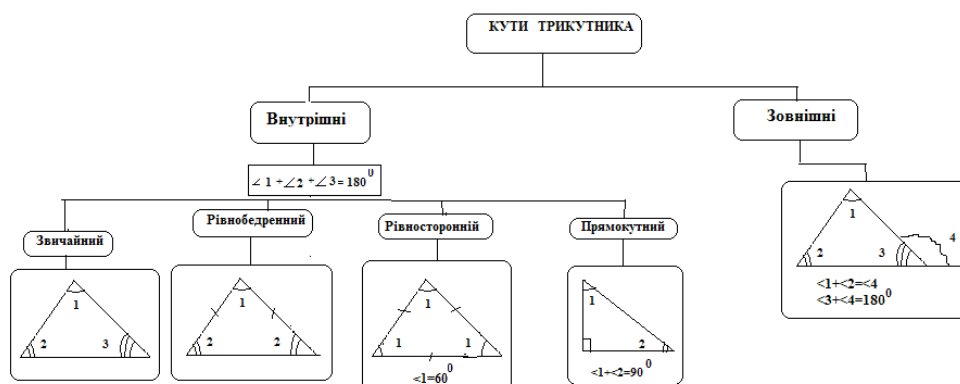 КУТИ ТРИКУТНИКА
Внутрішні
Зовнішні
∠1 + ∠2 + ∠3 = 180⁰
Звичайний
Рівнобедренний
Рівносторонній
Прямокутний
1
2 3
1
2 2
1
1 1
<1=60⁰
1
2
<1+<2=90⁰
1
2 3 4
<1+<2=<4
<3+<4=180⁰